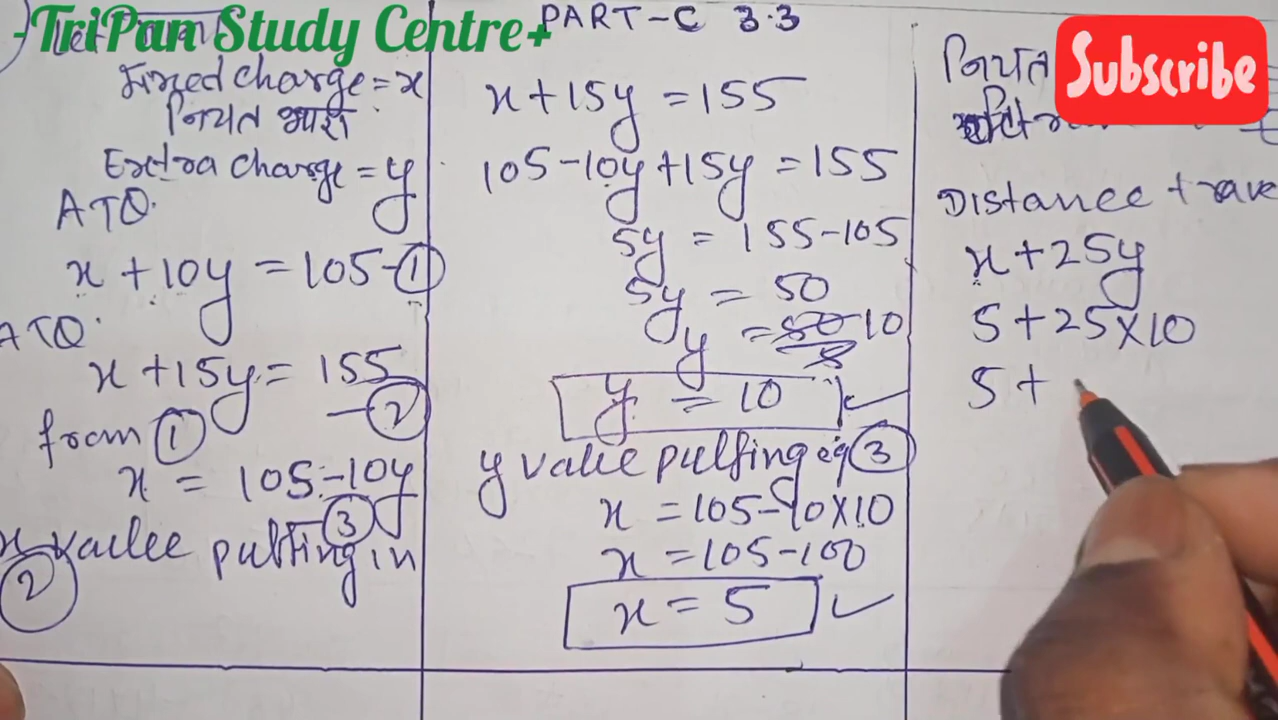 -TriPan Study Centre+
PART-C 3.3
Subscribe
Let
charge = x
नियत भाड़ा
Extra charge = y
ATQ.
x + 10y = 105 - ①
ATQ.
x + 15y = 155
- ②
from ①
x = 105 - 10y
- ③
x value putting in
②
x + 15y = 155
105 - 10y + 15y = 155
5y = 155 - 105
5y = 50
y = 50/5 10
y = 10
y value putting eq ③
x = 105 - 10 × 10
x = 105 - 100
x = 5
नियत
Distance trave
x + 25y
5 + 25 × 10
5 +